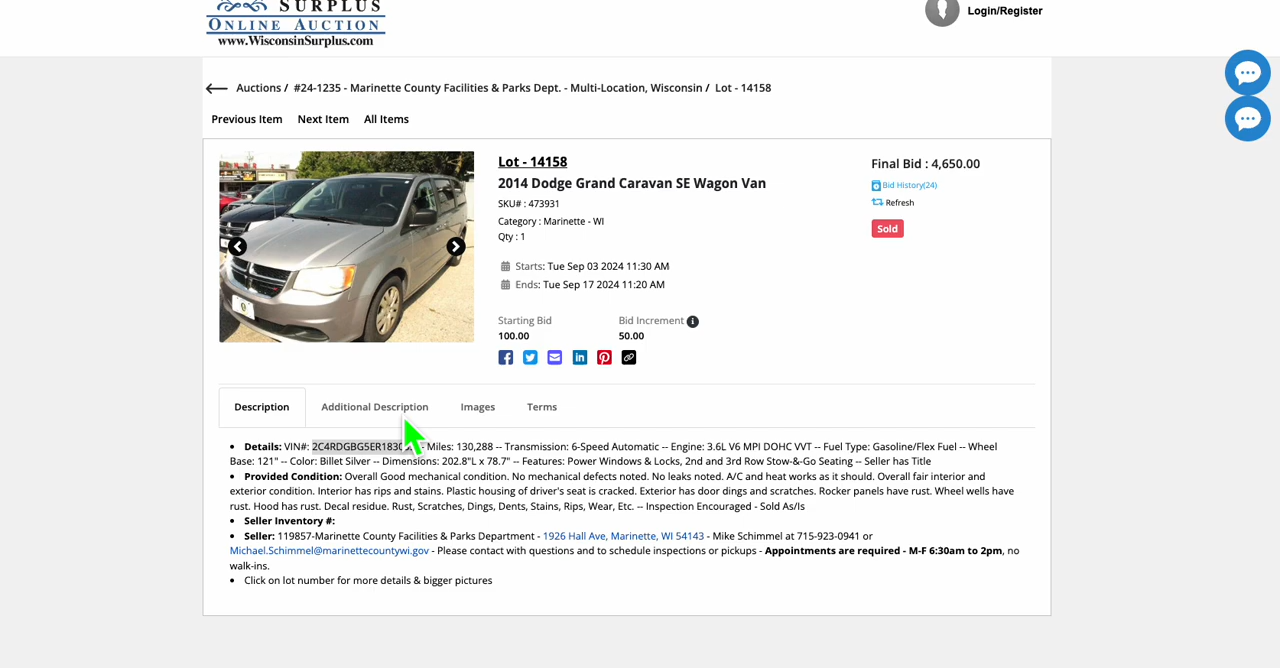 SURPLUS
ONLINE AUCTION
www.WisconsinSurplus.com
Login/Register
Auctions / #24-1235 - Marinette County Facilities & Parks Dept. - Multi-Location, Wisconsin / Lot - 14158
Previous Item Next Item All Items
Lot - 14158
2014 Dodge Grand Caravan SE Wagon Van
SKU# : 473931
Category : Marinette - WI
Qty : 1
Starts: Tue Sep 03 2024 11:30 AM
Ends: Tue Sep 17 2024 11:20 AM
Starting Bid Bid Increment
100.00 50.00
Final Bid : 4,650.00
Bid History(24)
Refresh
Sold
Description Additional Description Images Terms
• Details: VIN#: -- Miles: 130,288 -- Transmission: 6-Speed Automatic -- Engine: 3.6L V6 MPI DOHC VVT -- Fuel Type: Gasoline/Flex Fuel -- Wheel
Base: 121" -- Color: Billet Silver -- Dimensions: 202.8"L x 78.7" -- Features: Power Windows & Locks, 2nd and 3rd Row Stow-&-Go Seating -- Seller has Title
• Provided Condition: Overall Good mechanical condition. No mechanical defects noted. No leaks noted. A/C and heat works as it should. Overall fair interior and
exterior condition. Interior has rips and stains. Plastic housing of driver's seat is cracked. Exterior has door dings and scratches. Rocker panels have rust. Wheel wells have
rust. Hood has rust. Decal residue. Rust, Scratches, Dings, Dents, Stains, Rips, Wear, Etc. -- Inspection Encouraged - Sold As/Is
• Seller Inventory #:
• Seller: 119857-Marinette County Facilities & Parks Department - 1926 Hall Ave, Marinette, WI 54143 - Mike Schimmel at 715-923-0941 or
Michael.Schimmel@marinettecountywi.gov - Please contact with questions and to schedule inspections or pickups - Appointments are required - M-F 6:30am to 2pm, no
walk-ins.
• Click on lot number for more details & bigger pictures